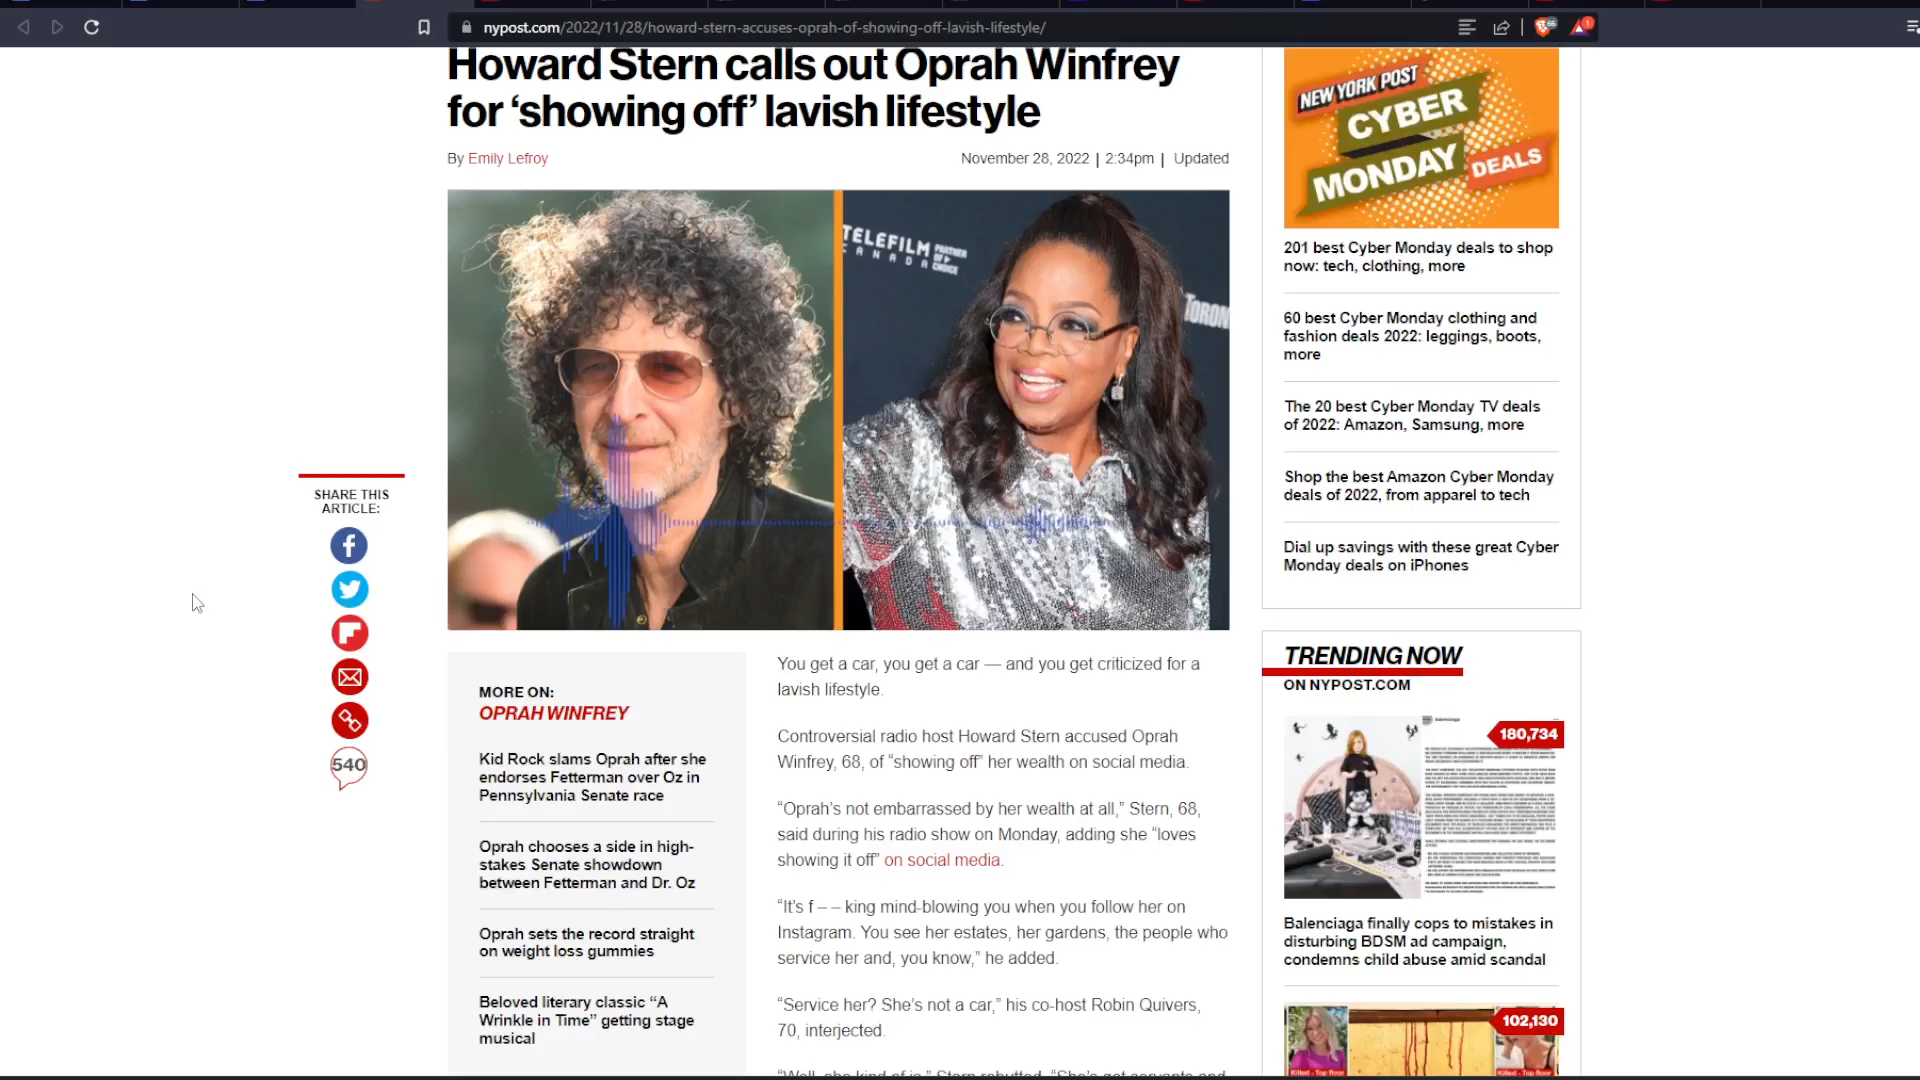 nypost.com/2022/11/28/howard-stern-accuses-oprah-of-showing-off-lavish-lifestyle/
66
1
Howard Stern calls out Oprah Winfrey
for ‘showing off’ lavish lifestyle
By Emily Lefroy
November 28, 2022 | 2:34pm | Updated
TELEFILM
CANADA
PARTNER
OF
CHOICE
TORON
SHARE THIS
ARTICLE:
540
MORE ON:
OPRAH WINFREY
Kid Rock slams Oprah after she
endorses Fetterman over Oz in
Pennsylvania Senate race
Oprah chooses a side in high-
stakes Senate showdown
between Fetterman and Dr. Oz
Oprah sets the record straight
on weight loss gummies
Beloved literary classic “A
Wrinkle in Time” getting stage
musical
You get a car, you get a car — and you get criticized for a
lavish lifestyle.
Controversial radio host Howard Stern accused Oprah
Winfrey, 68, of “showing off” her wealth on social media.
“Oprah’s not embarrassed by her wealth at all,” Stern, 68,
said during his radio show on Monday, adding she “loves
showing it off” on social media.
“It’s f – – king mind-blowing you when you follow her on
Instagram. You see her estates, her gardens, the people who
service her and, you know,” he added.
“Service her? She’s not a car,” his co-host Robin Quivers,
70, interjected.
NEW YORK POST
CYBER
MONDAY
DEALS
201 best Cyber Monday deals to shop
now: tech, clothing, more
60 best Cyber Monday clothing and
fashion deals 2022: leggings, boots,
more
The 20 best Cyber Monday TV deals
of 2022: Amazon, Samsung, more
Shop the best Amazon Cyber Monday
deals of 2022, from apparel to tech
Dial up savings with these great Cyber
Monday deals on iPhones
TRENDING NOW
ON NYPOST.COM
balenciaga
180,734
Balenciaga finally cops to mistakes in
disturbing BDSM ad campaign,
condemns child abuse amid scandal
102,130
Killed - Top floor
Killed - Top floor